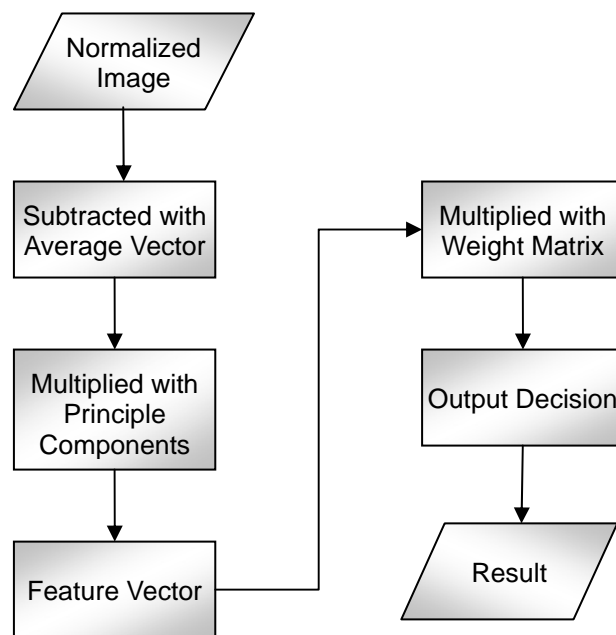 Normalized
Image
Subtracted with
Average Vector
Multiplied with
Principle
Components
Feature Vector
Multiplied with
Weight Matrix
Output Decision
Result